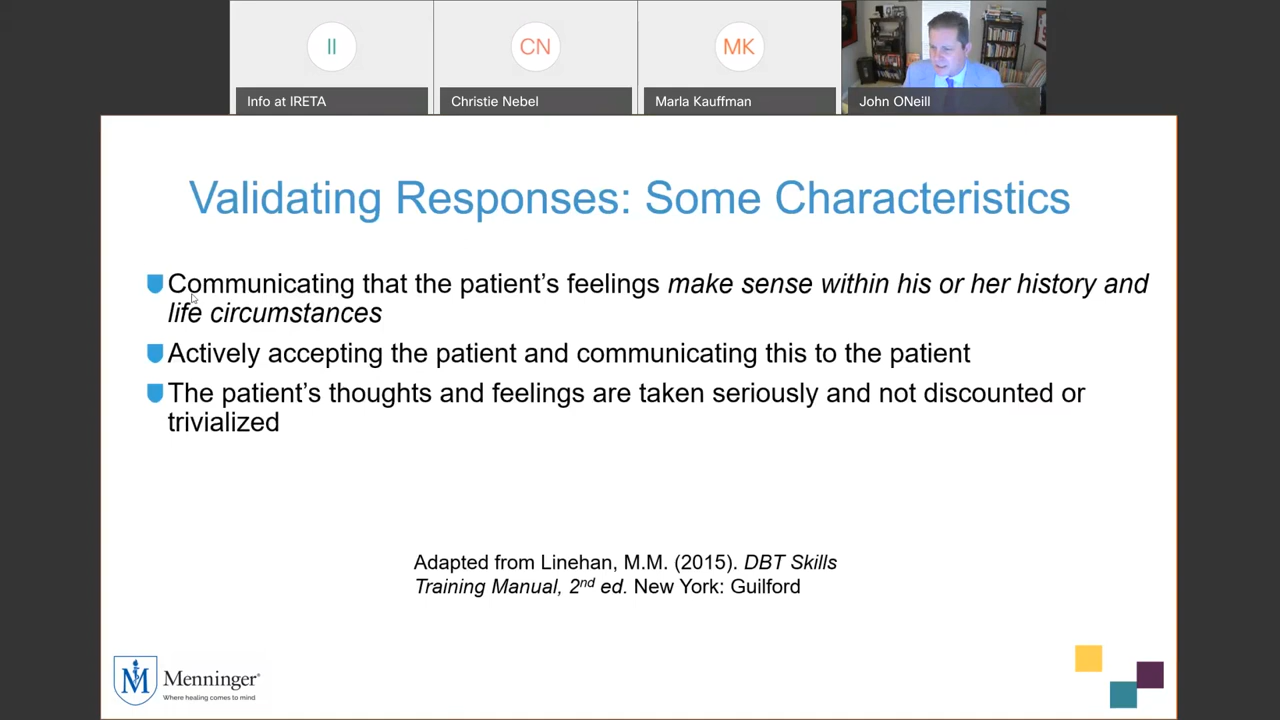 II
CN
MK
Info at IRETA
Christie Nebel
Marla Kauffman
John ONeill
Validating Responses: Some Characteristics
Communicating that the patient’s feelings make sense within his or her history and
life circumstances
Actively accepting the patient and communicating this to the patient
The patient’s thoughts and feelings are taken seriously and not discounted or
trivialized
Adapted from Linehan, M.M. (2015). DBT Skills
Training Manual, 2nd ed. New York: Guilford
M
Menninger®
Where healing comes to mind